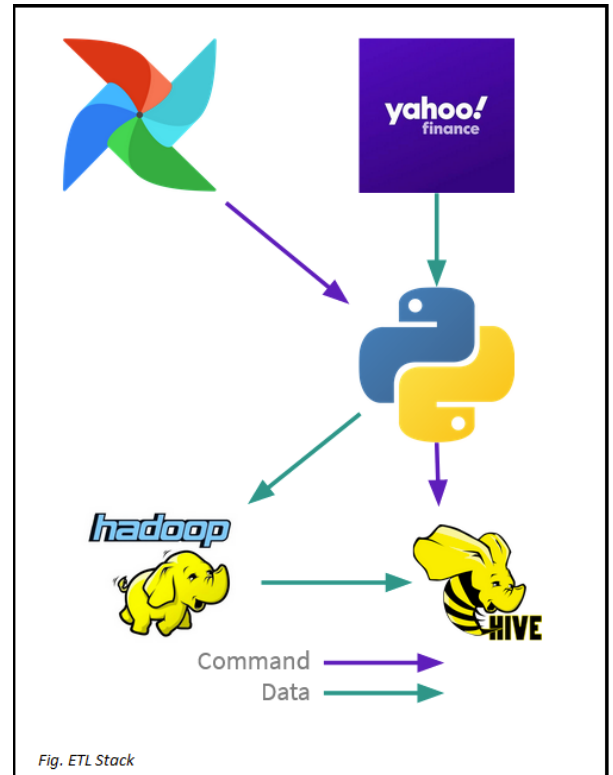 yahoo!
finance
hadoop
HIVE
Command
Data
Fig. ETL Stack